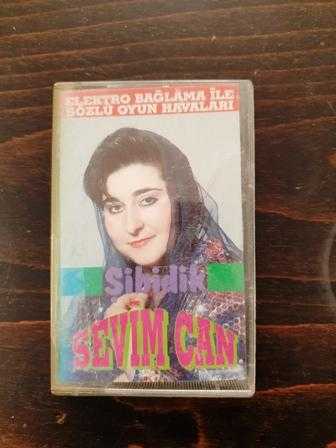 ELEKTRO BAĞLAMA İLE
SÖZLÜ OYUN HAVALARI
Sibidik
SEVİM CAN